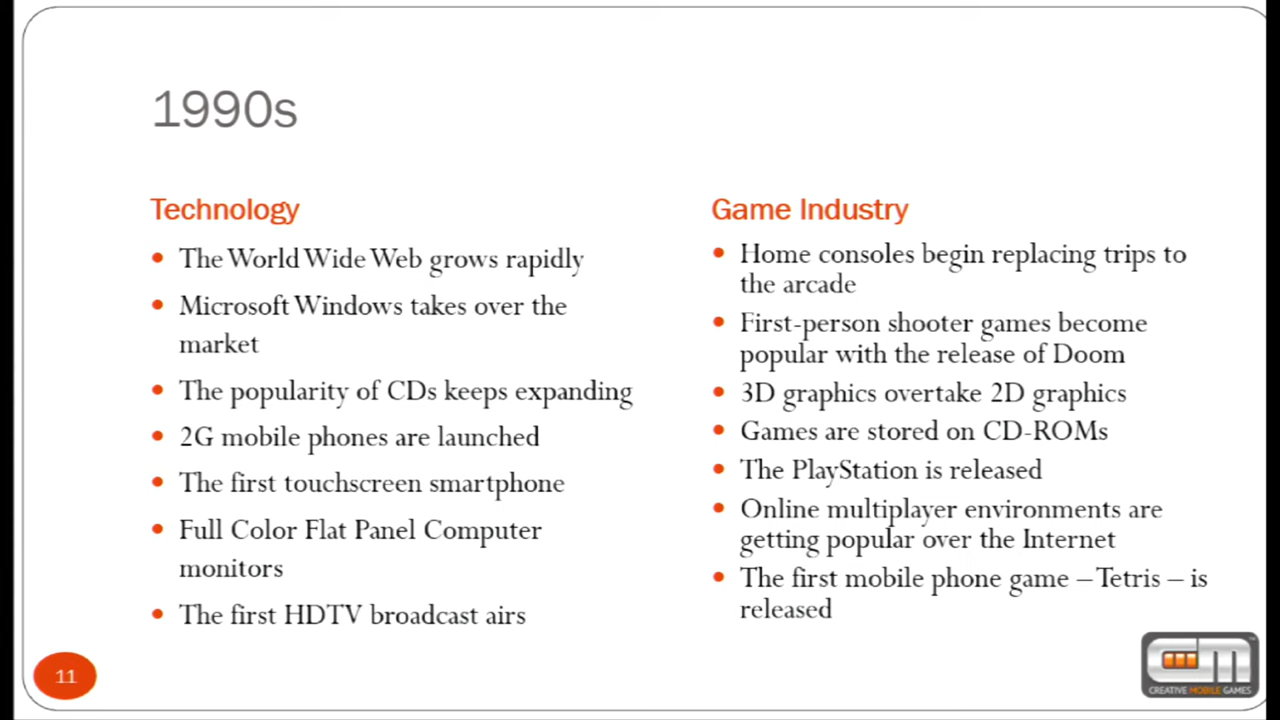 1990s
Technology
The World Wide Web grows rapidly
Microsoft Windows takes over the
market
The popularity of CDs keeps expanding
2G mobile phones are launched
The first touchscreen smartphone
Full Color Flat Panel Computer
monitors
The first HDTV broadcast airs
Game Industry
Home consoles begin replacing trips to
the arcade
First-person shooter games become
popular with the release of Doom
3D graphics overtake 2D graphics
Games are stored on CD-ROMs
The PlayStation is released
Online multiplayer environments are
getting popular over the Internet
The first mobile phone game – Tetris – is
released
11
CREATIVE MOBILE GAMES